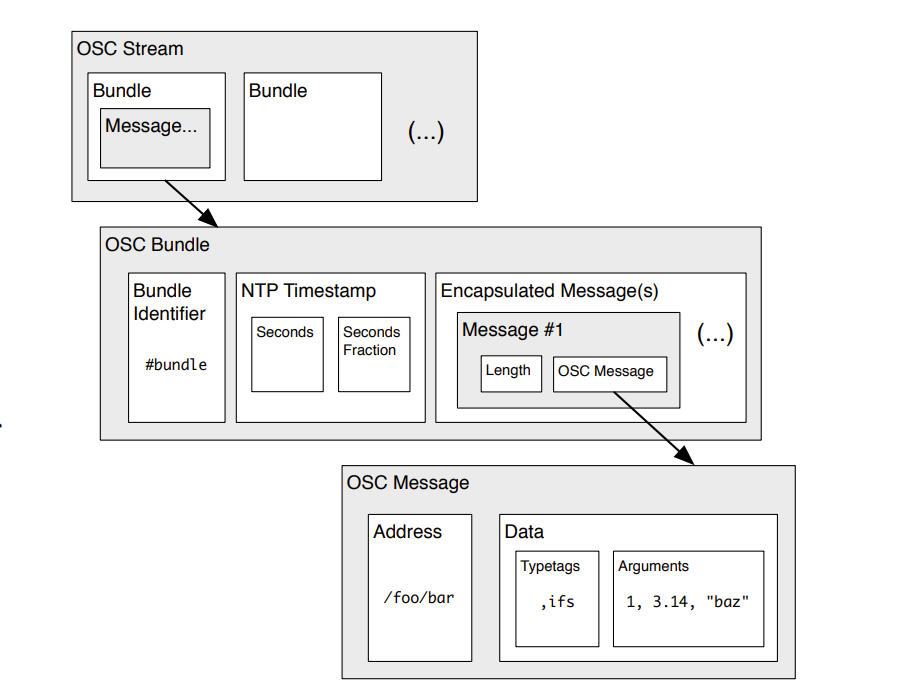 OSC Stream
Bundle
Message...
Bundle
(...)
OSC Bundle
Bundle
Identifier
#bundle
NTP Timestamp
Seconds
Seconds
Fraction
Encapsulated Message(s)
Message #1
Length
OSC Message
(...)
OSC Message
Address
/foo/bar
Data
Typetags
,ifs
Arguments
1, 3.14, "baz"